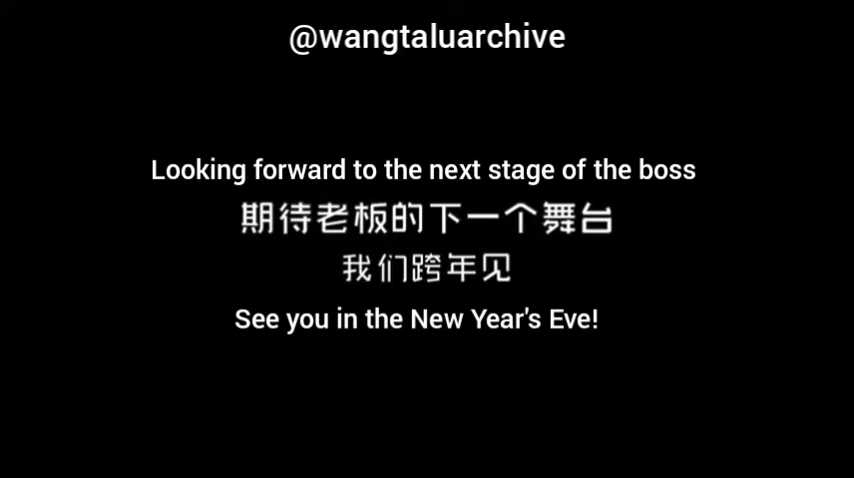 @wangtaluarchive
Looking forward to the next stage of the boss
期待老板的下一个舞台
我们跨年见
See you in the New Year's Eve!